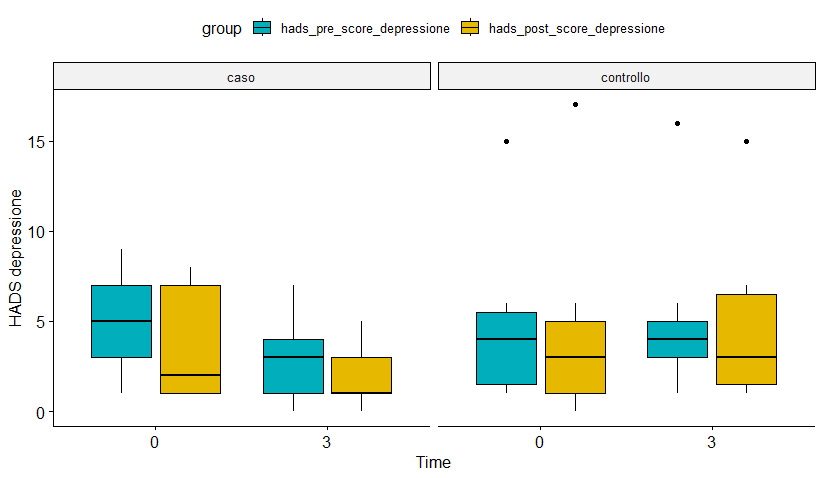 group hads_pre_score_depressione hads_post_score_depressione
caso controllo
15
10
5
0
HADS depressione
0 3 0 3
Time